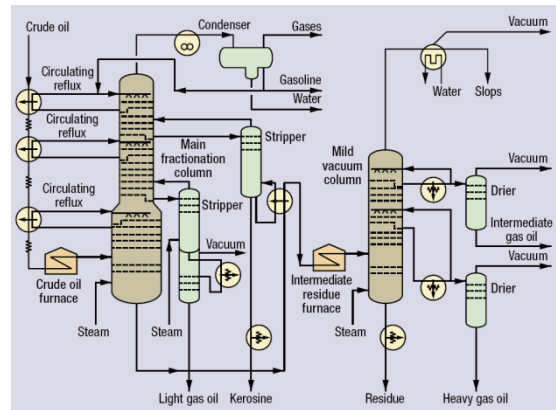 Crude oil
Condenser
Gases
Vacuum
Circulating
reflux
Gasoline
Water
Water
Slops
Circulating
reflux
Main
fractionation
column
Stripper
Mild
vacuum
column
Vacuum
Circulating
reflux
Stripper
Drier
Vacuum
Intermediate
gas oil
Vacuum
Crude oil
furnace
Intermediate
residue
furnace
Drier
Steam
Steam
Steam
Light gas oil
Kerosine
Residue
Heavy gas oil